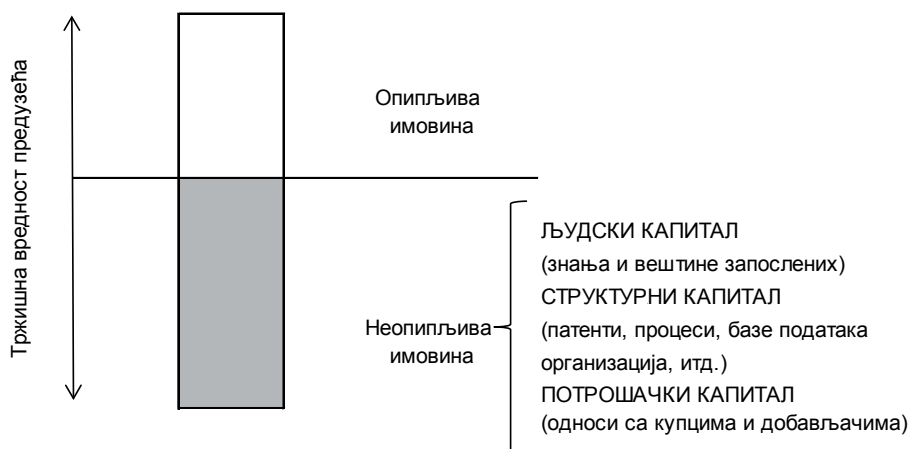 Тржишна вредност предузећа
Опипљива
имовина
Неопипљива
имовина
ЉУДСКИ КАПИТАЛ
(знања и вештине запослених)
СТРУКТУРНИ КАПИТАЛ
(патенти, процеси, базе података
организација, итд.)
ПОТРОШАЧКИ КАПИТАЛ
(односи са купцима и добављачима)